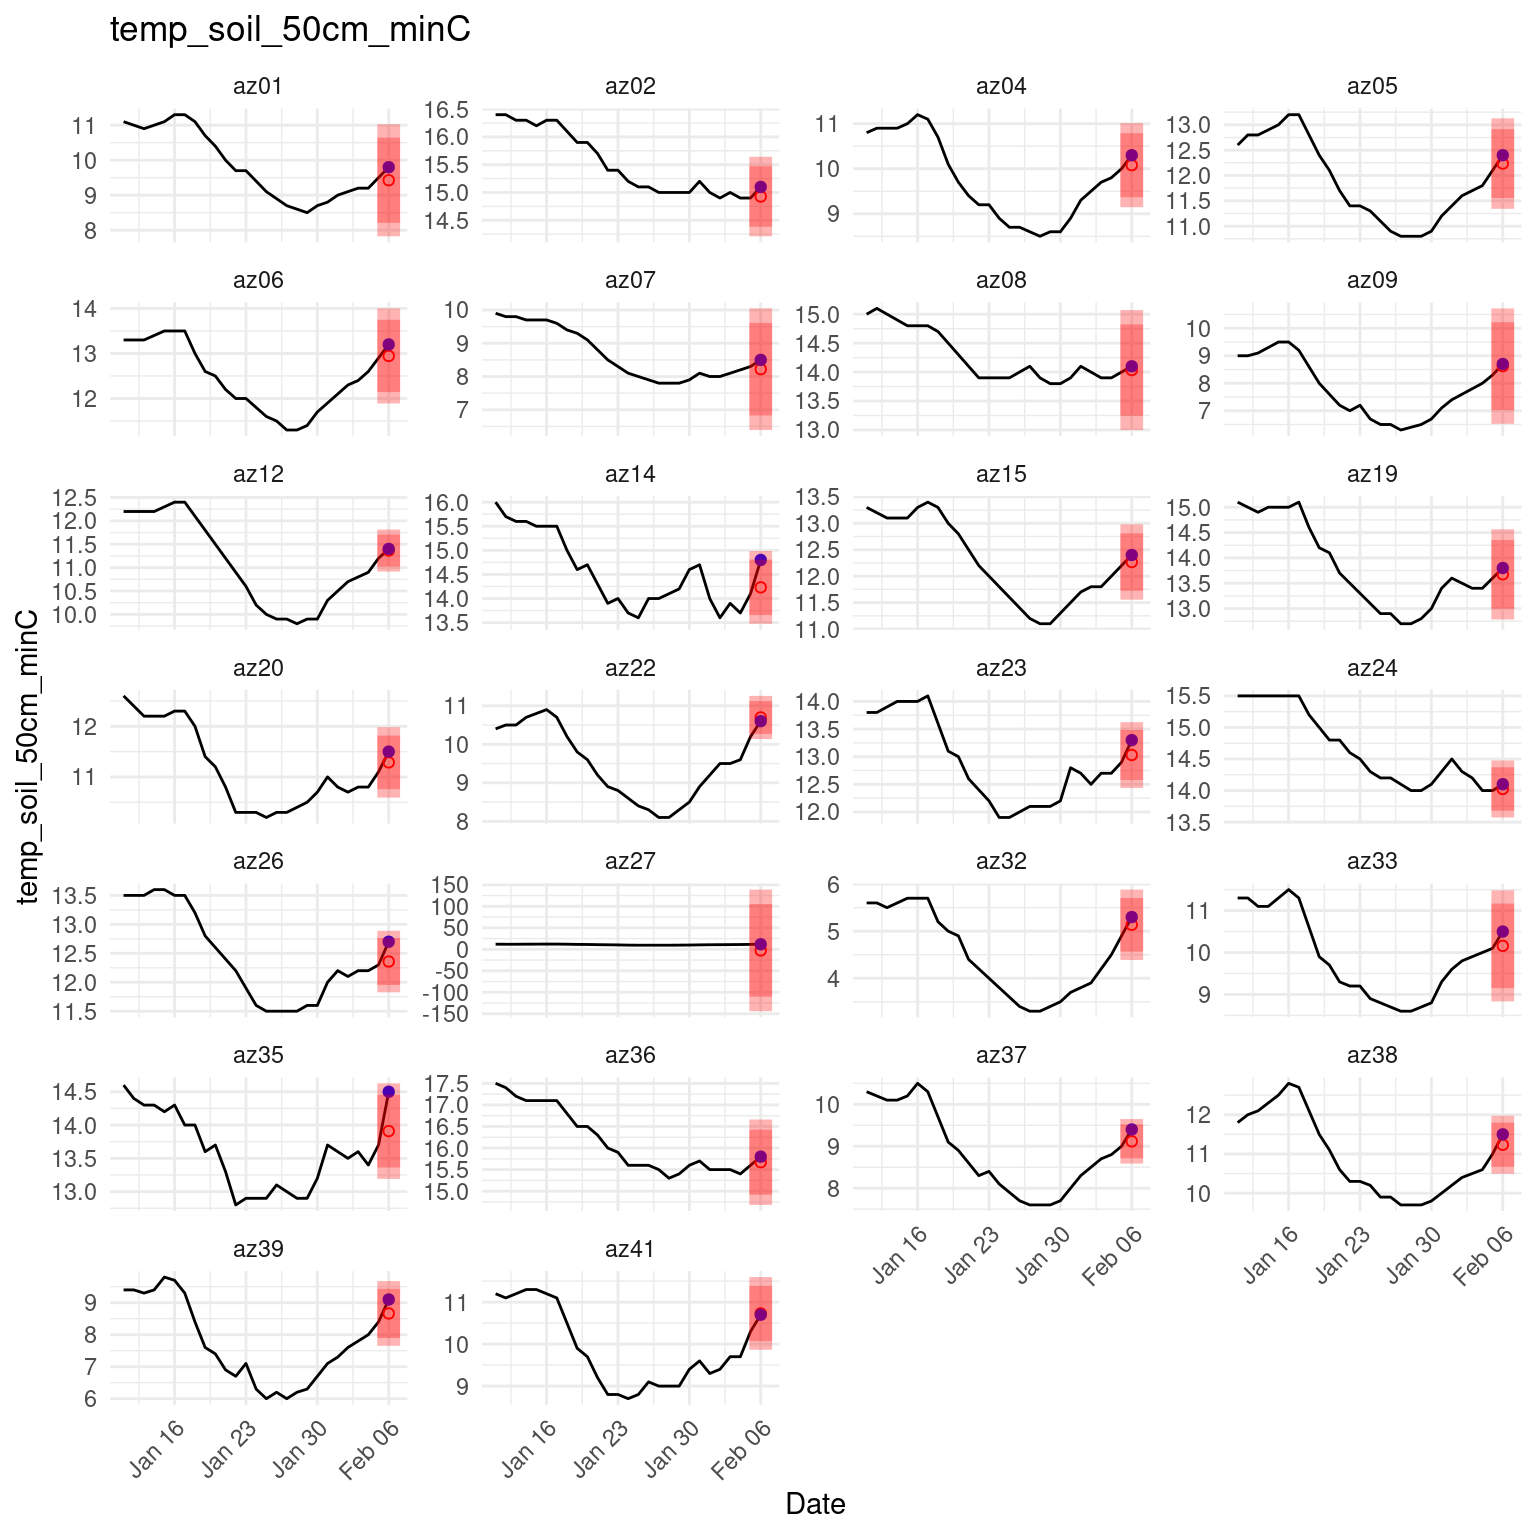 temp_soil_50cm_minC
az01 az02 az04 az05
11 10 9 8
16.5 16.0 15.5 15.0 14.5
11 10 9
13.0 12.5 12.0 11.5 11.0
az06 az07 az08 az09
14 13 12
10 9 8 7
15.0 14.5 14.0 13.5 13.0
10 9 8 7
az12 az14 az15 az19
12.5 12.0 11.5 11.0 10.5 10.0
16.0 15.5 15.0 14.5 14.0 13.5
13.5 13.0 12.5 12.0 11.5 11.0
15.0 14.5 14.0 13.5 13.0
az20 az22 az23 az24
12 11
11 10 9 8
14.0 13.5 13.0 12.5 12.0
15.5 15.0 14.5 14.0 13.5
az26 az27 az32 az33
13.5 13.0 12.5 12.0 11.5
150 100 50 0 -50 -100 -150
6 5 4
11 10 9
az35 az36 az37 az38
14.5 14.0 13.5 13.0
17.5 17.0 16.5 16.0 15.5 15.0
10 9 8
12 11 10
Jan 16 Jan 23 Jan 30 Feb 06
Jan 16 Jan 23 Jan 30 Feb 06
az39 az41
9 8 7 6
11 10 9
Jan 16 Jan 23 Jan 30 Feb 06
Jan 16 Jan 23 Jan 30 Feb 06
temp_soil_50cm_minC
Date